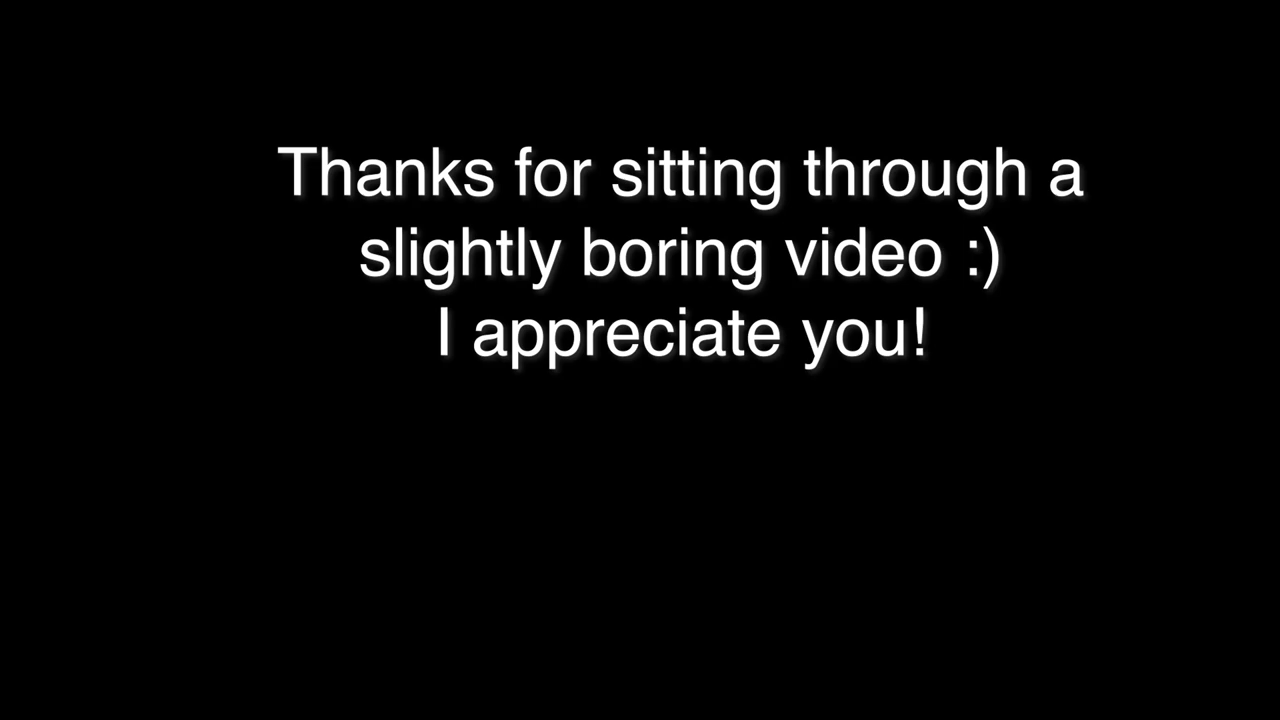 Thanks for sitting through a
slightly boring video :)
I appreciate you!